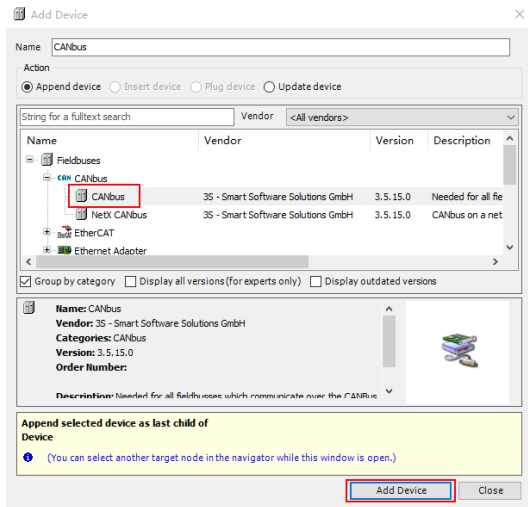 Add Device
Name CANbus
Action
Append device Insert device Plug device Update device
String for a fulltext search Vendor <All vendors>
Name Vendor Version Description
Fieldbuses
CAN CANbus
CANbus 3S - Smart Software Solutions GmbH 3.5.15.0 Needed for all fie
NetX CANbus 3S - Smart Software Solutions GmbH 3.5.15.0 CANbus on a net
EtherCAT
Ethernet Adapter
Group by category Display all versions (for experts only) Display outdated versions
Name: CANbus
Vendor: 3S - Smart Software Solutions GmbH
Categories: CANbus
Version: 3.5.15.0
Order Number:
Description: Needed for all fieldbusses which communicate over the CANBus
Append selected device as last child of
Device
(You can select another target node in the navigator while this window is open.)
Add Device Close